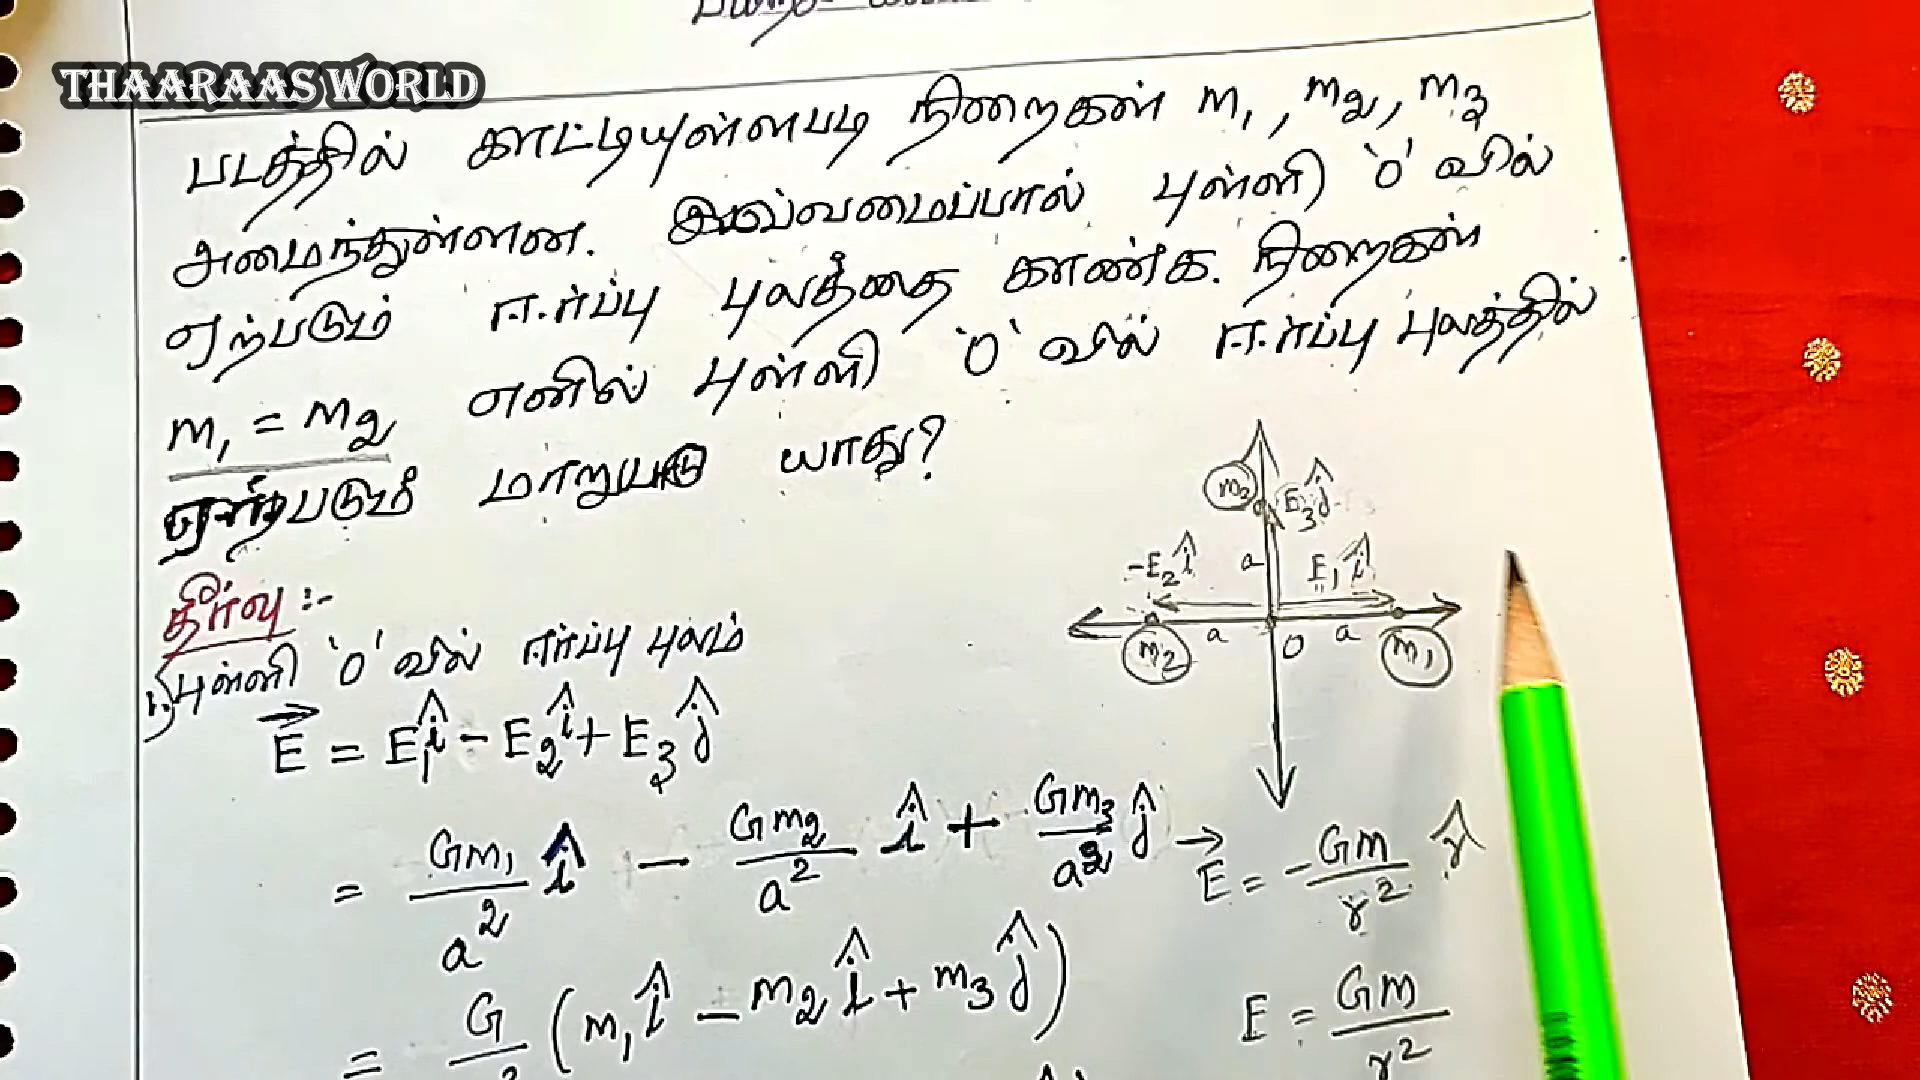 THAARAAS WORLD
படத்தில் காட்டியுள்ளபடி நிறைகள் m₁, m₂, m₃
அமைந்துள்ளன. இவ்வமைப்பால் புள்ளி 'O' வில்
ஏற்படும் ஈர்ப்பு புலத்தை காண்க. நிறைகள்
m₁ = m₂ எனில் புள்ளி 'O' வில் ஈர்ப்பு புலத்தில்
ஏற்படும் மாறுபாடு யாது?
m₃ E₃ĵ
-E₂î a E₁î
a O a
m₂ m₁
தீர்வு :-
1) புள்ளி 'O' வில் ஈர்ப்பு புலம்
E⃗ = E₁î - E₂î + E₃ĵ
= Gm₁/a² î - Gm₂/a² î + Gm₃/a² ĵ
E⃗ = -Gm/r² r̂
= G (m₁î - m₂î + m₃ĵ)
E = Gm/r²